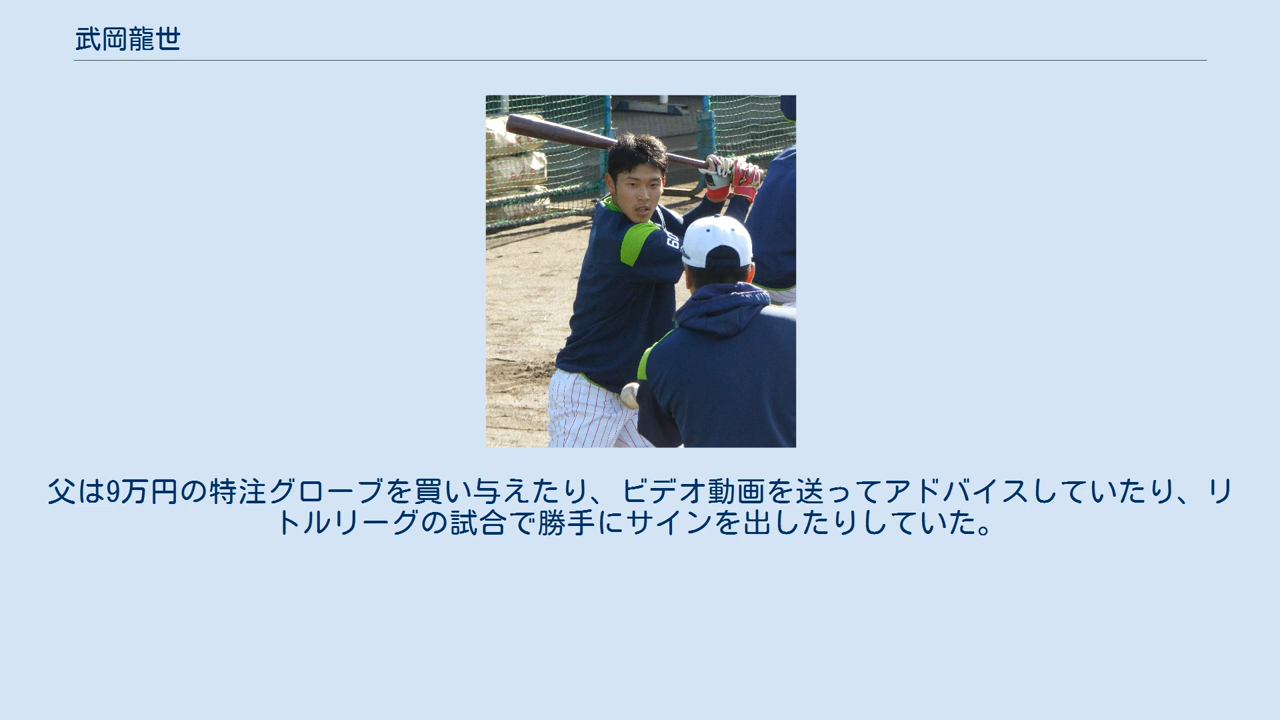 武岡龍世
60
父は9万円の特注グローブを買い与えたり、ビデオ動画を送ってアドバイスしていたり、リ
トルリーグの試合で勝手にサインを出したりしていた。